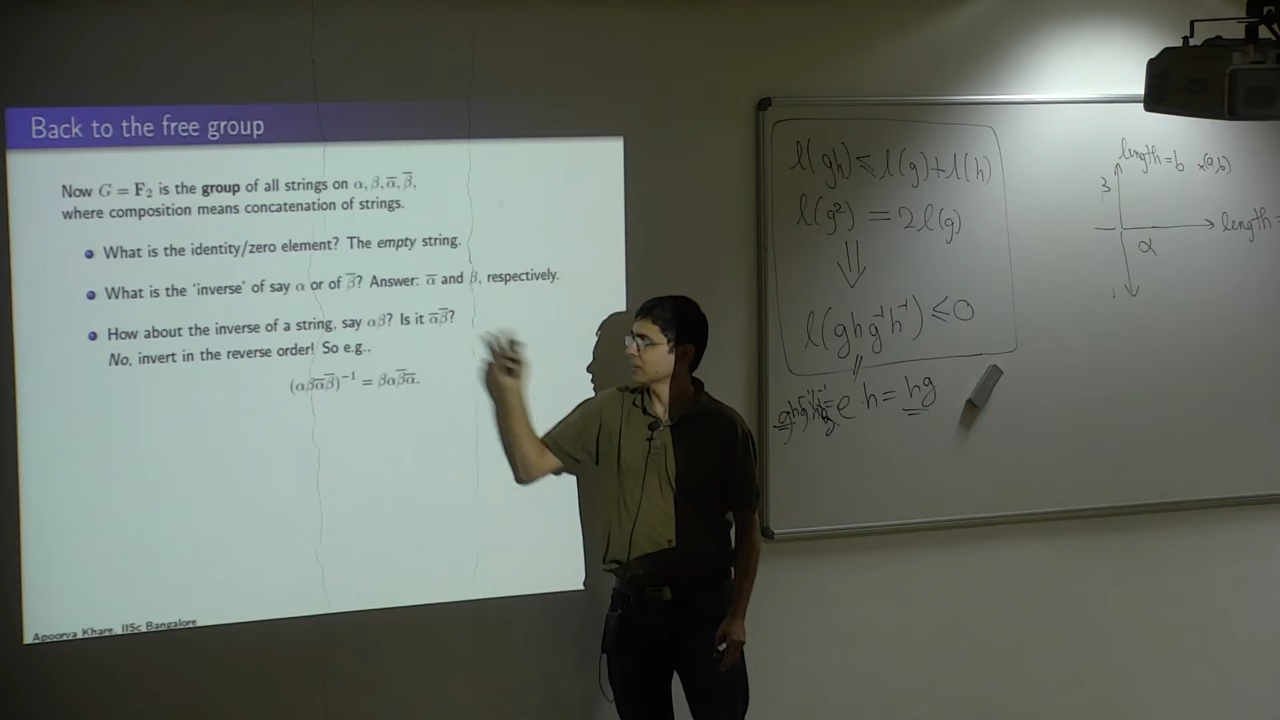 Back to the free group
Now G = F₂ is the group of all strings on α, β, ᾱ, β̄,
where composition means concatenation of strings.
What is the identity/zero element? The empty string.
What is the 'inverse' of say α or of β̄? Answer: ᾱ and β, respectively.
How about the inverse of a string, say αβ? Is it ᾱβ̄?
No, invert in the reverse order! So e.g.,
(αβᾱβ̄)⁻¹ = βαβ̄ᾱ.
Apoorva Khare, IISc Bangalore
l(gh) ≤ l(g)+l(h)
l(g²) = 2l(g)
⇓
l(ghg⁻¹h⁻¹) ≤ 0
e·h = hg
length = b ×(a,b)
β
α
length =